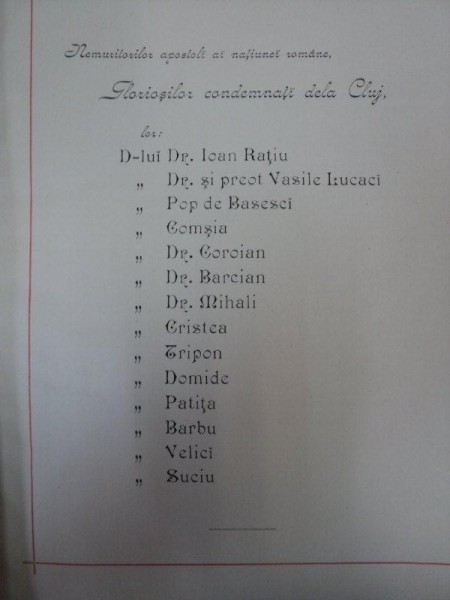 Nemuritorilor apostoli ai națiunei române,
Glorioșilor condemnați dela Cluj,
lor:
D-lui Dr. Ioan Rațiu
„ Dr. și preot Vasile Lucaci
„ Pop de Basesci
„ Comșia
„ Dr. Coroian
„ Dr. Barcian
„ Dr. Mihali
„ Cristea
„ Tripon
„ Domide
„ Patița
„ Barbu
„ Velici
„ Suciu